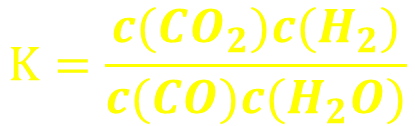 K = c(CO₂)c(H₂) / c(CO)c(H₂O)